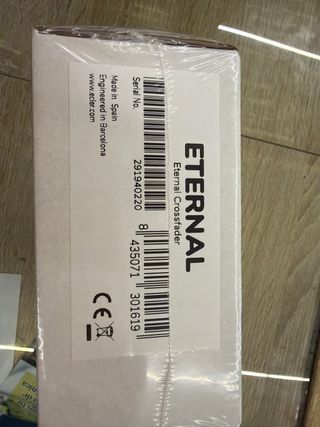 ETERNAL
Eternal Crossfader
8 435071 301619
291940220
Serial No.
Made in Spain
Engineered in Barcelona
www.ecler.com
CE